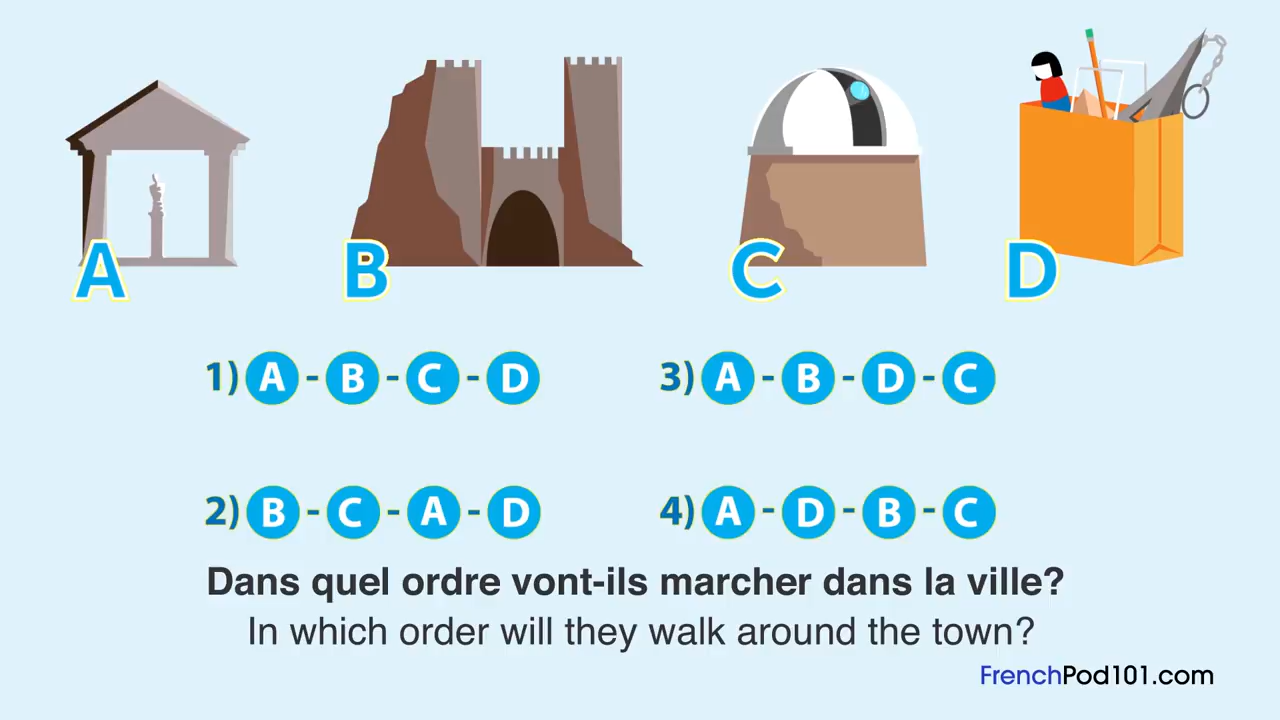 A
B
C
D
1) A - B - C - D
3) A - B - D - C
2) B - C - A - D
4) A - D - B - C
Dans quel ordre vont-ils marcher dans la ville?
In which order will they walk around the town?
FrenchPod101.com